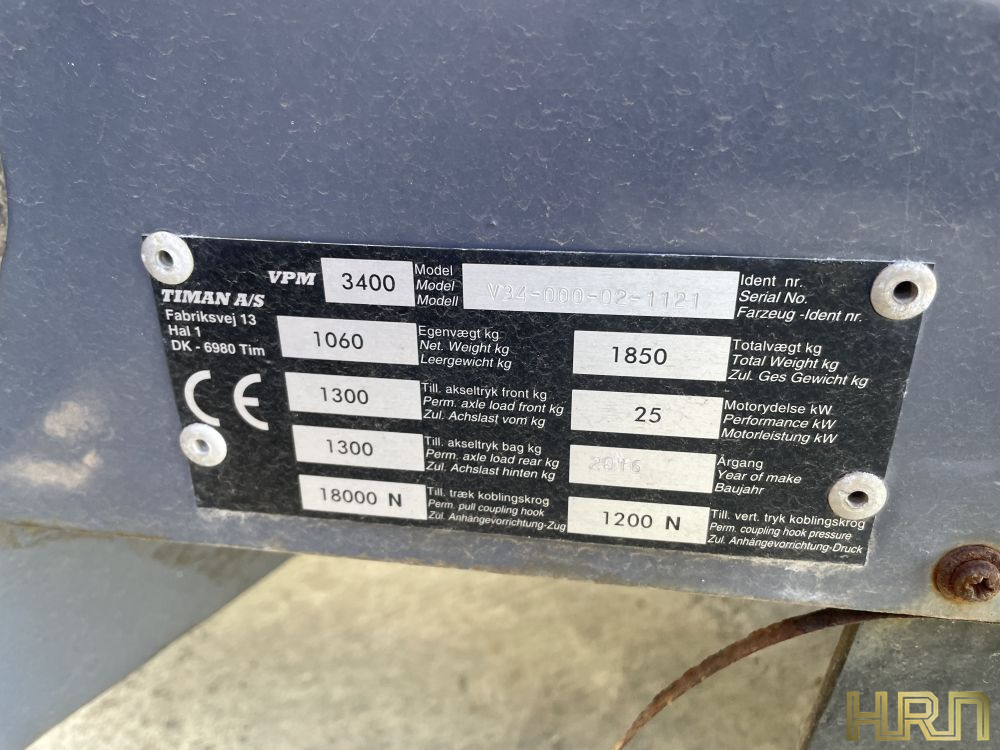 VPM 3400 Model
Model
Modell
V34-000-02-1121 Ident nr.
Serial No.
Farzeug -Ident nr.
TIMAN A/S
Fabriksvej 13
Hal 1
DK - 6980 Tim
CE
1060 Egenvægt kg
Net. Weight kg
Leergewicht kg
1850 Totalvægt kg
Total Weight kg
Zul. Ges Gewicht kg
1300 Till. akseltryk front kg
Perm. axle load front kg
Zul. Achslast vorn kg
25 Motorydelse kW
Performance kW
Motorleistung kW
1300 Till. akseltryk bag kg
Perm. axle load rear kg
Zul. Achslast hinten kg
2016 Årgang
Year of make
Baujahr
18000 N Till. træk koblingskrog
Perm. pull coupling hook
Zul. Anhängevorrichtung-Zug
1200 N Till. vert. tryk koblingskrog
Perm. coupling hook pressure
Zul. Anhängevorrichtung-Druck
HRN